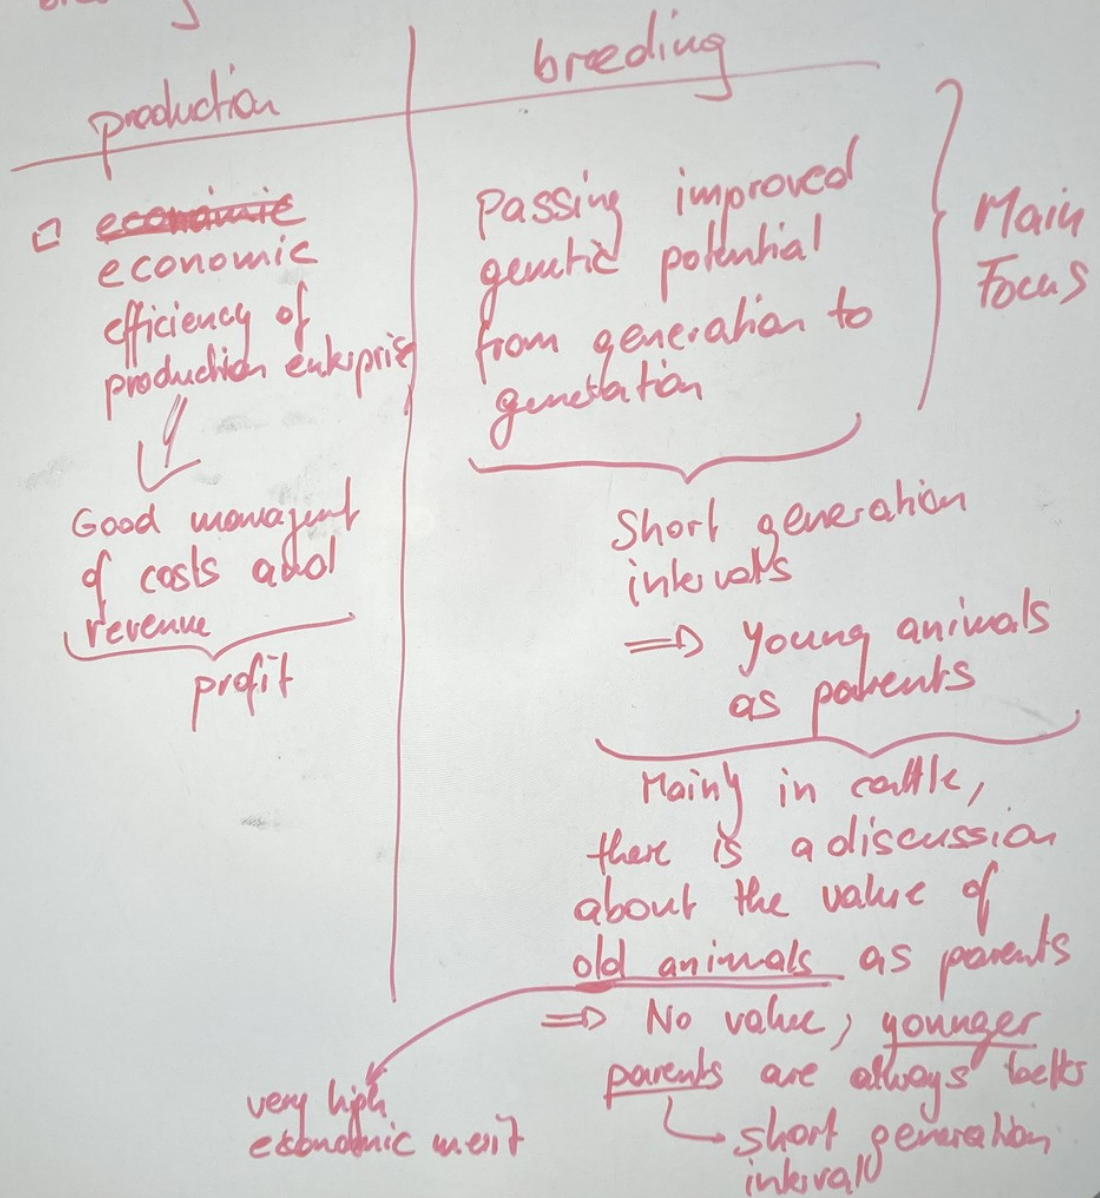 breeding
production
economic
economic
efficiency of
production enterpris
Good managent
of costs and
revenue
profit
Passing improved
genetic potential
from generation to
generation
Main
Focus
Short generation
intervals
⇒ young animals
as parents
Mainly in cattle,
there is a discussion
about the value of
old animals as parents
⇒ No value, younger
parents are always better
short generation
interval
very high
economic merit